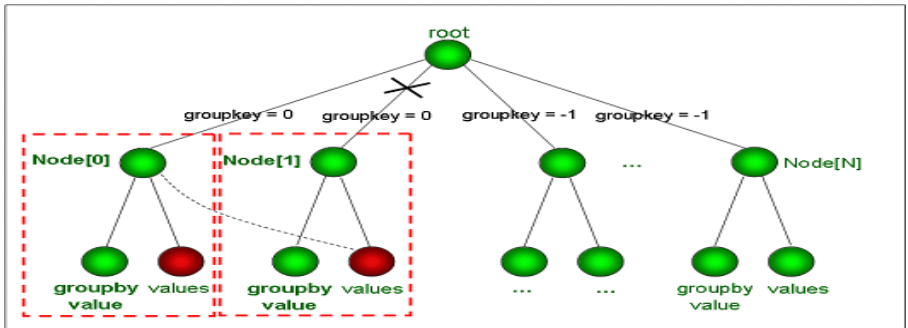 root
groupkey = 0 groupkey = 0 groupkey = -1 groupkey = -1
Node[0] Node[1] ... Node[N]
groupby value values groupby value values ... ... groupby value values